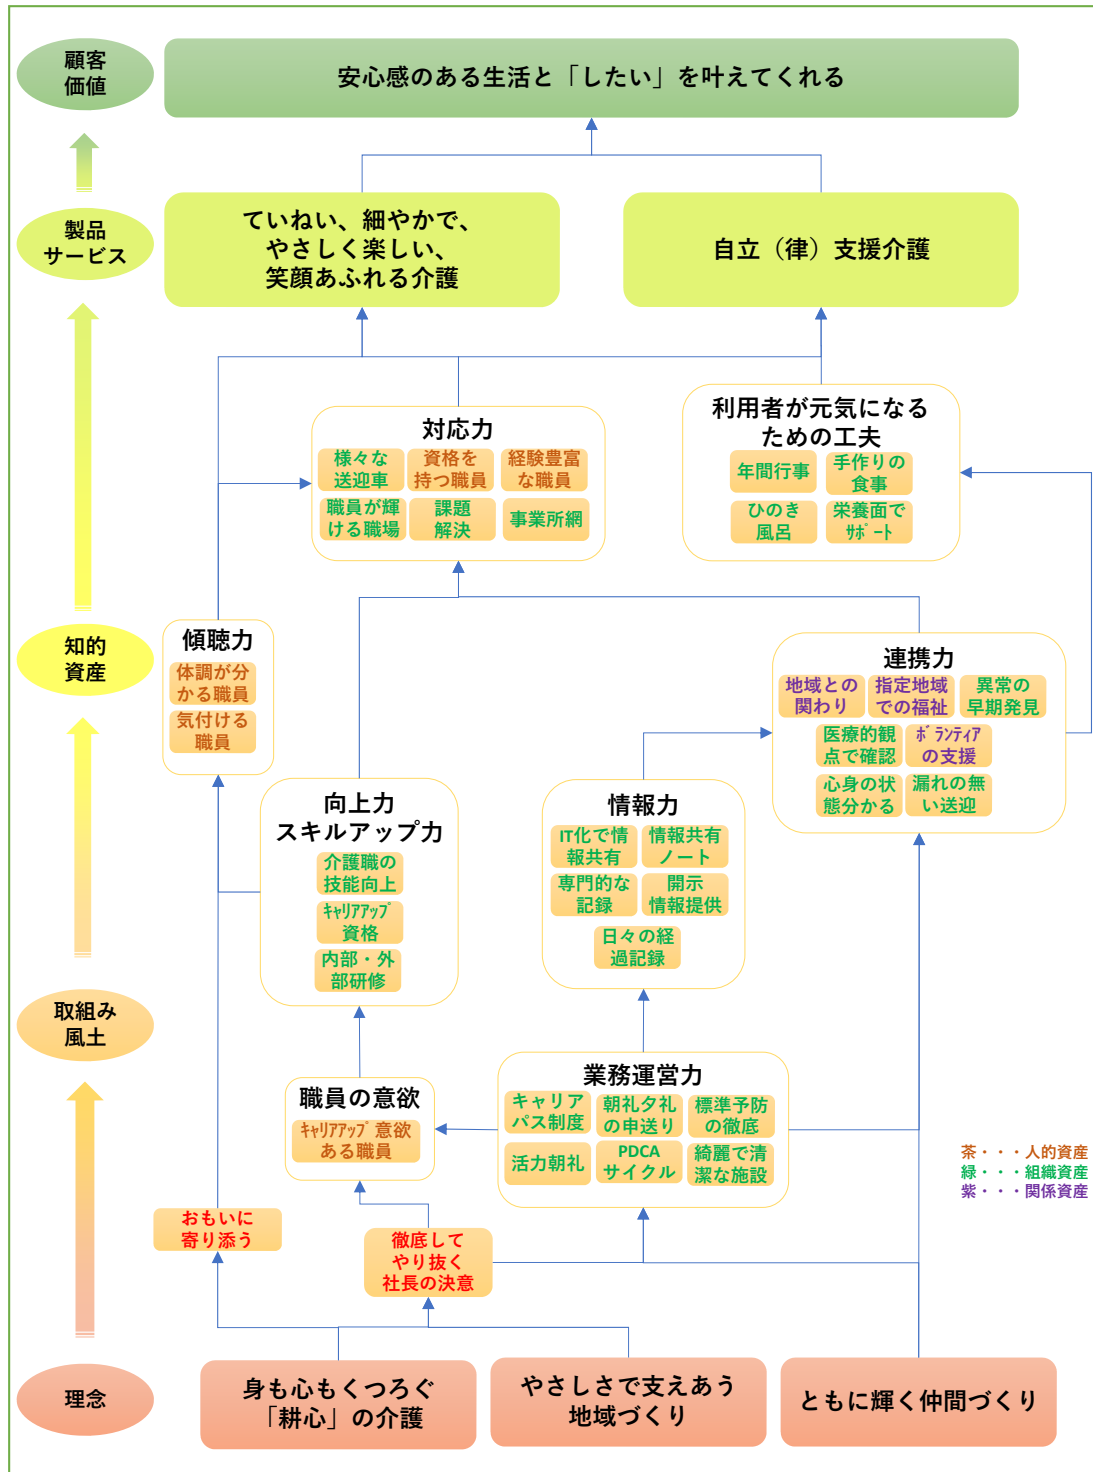 顧客
価値
安心感のある生活と「したい」を叶えてくれる
製品
サービス
ていねい、細やかで、
やさしく楽しい、
笑顔あふれる介護
自立（律）支援介護
対応力
様々な
送迎車
資格を
持つ職員
経験豊富
な職員
職員が輝
ける職場
課題
解決
事業所網
利用者が元気になる
ための工夫
年間行事
手作りの
食事
ひのき
風呂
栄養面で
ｻﾎﾟｰﾄ
知的
資産
傾聴力
体調が分
かる職員
気付ける
職員
連携力
地域との
関わり
指定地域
での福祉
異常の
早期発見
医療的観
点で確認
ﾎﾞﾗﾝﾃｨｱ
の支援
心身の状
態分かる
漏れの無
い送迎
向上力
スキルアップ力
介護職の
技能向上
ｷｬﾘｱｱｯﾌﾟ
資格
内部・外
部研修
情報力
IT化で情
報共有
情報共有
ノート
専門的な
記録
開示
情報提供
日々の経
過記録
取組み
風土
職員の意欲
ｷｬﾘｱｱｯﾌﾟ意欲
ある職員
業務運営力
キャリア
パス制度
朝礼夕礼
の申送り
標準予防
の徹底
活力朝礼
PDCA
サイクル
綺麗で清
潔な施設
茶・・・人的資産
緑・・・組織資産
紫・・・関係資産
おもいに
寄り添う
徹底して
やり抜く
社長の決意
理念
身も心もくつろぐ
「耕心」の介護
やさしさで支えあう
地域づくり
ともに輝く仲間づくり